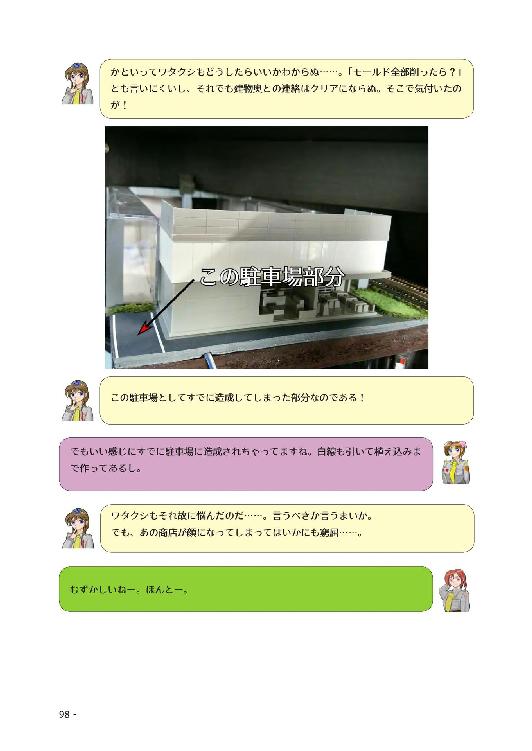 かといってワタクシもどうしたらいいかわからぬ……。「モールド全部削ったら？」
とも言いにくいし、それでも建物奥との連絡はクリアにならぬ。そこで気付いたの
が！
この駐車場部分
この駐車場としてすでに造成してしまった部分なのである！
でもいい感じにすでに駐車場に造成されちゃってますね。白線も引いて植え込みま
で作ってあるし。
ワタクシもそれ故に悩んだのだ……。言うべきか言うまいか。
でも、あの商店が顔になってしまってはいかにも窮屈……。
むずかしいねー。ほんとー。
98 -